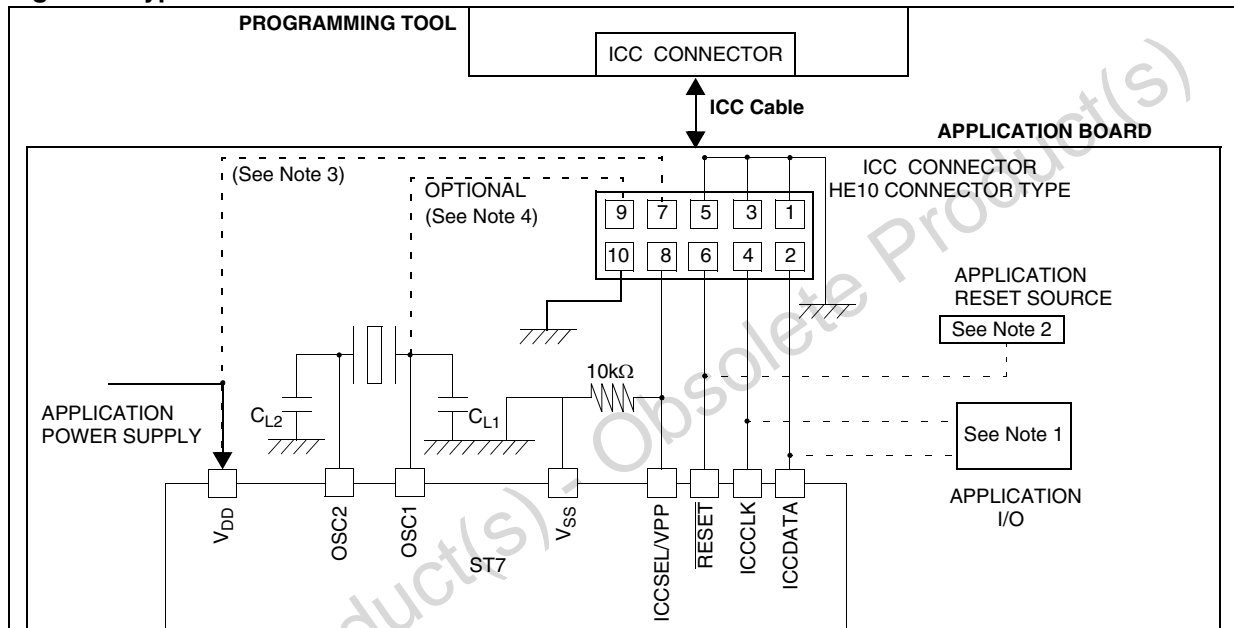 PROGRAMMING TOOL
ICC CONNECTOR
ICC Cable
APPLICATION BOARD
ICC CONNECTOR
HE10 CONNECTOR TYPE
(See Note 3)
OPTIONAL
(See Note 4)
9 7 5 3 1
10 8 6 4 2
APPLICATION
RESET SOURCE
See Note 2
10kΩ
APPLICATION
POWER SUPPLY
CL2
CL1
See Note 1
APPLICATION
I/O
VDD
OSC2
OSC1
VSS
ICCSEL/VPP
RESET
ICCCLK
ICCDATA
ST7
Obsolete Product(s)
Product(s) - Obsolete Product(s)